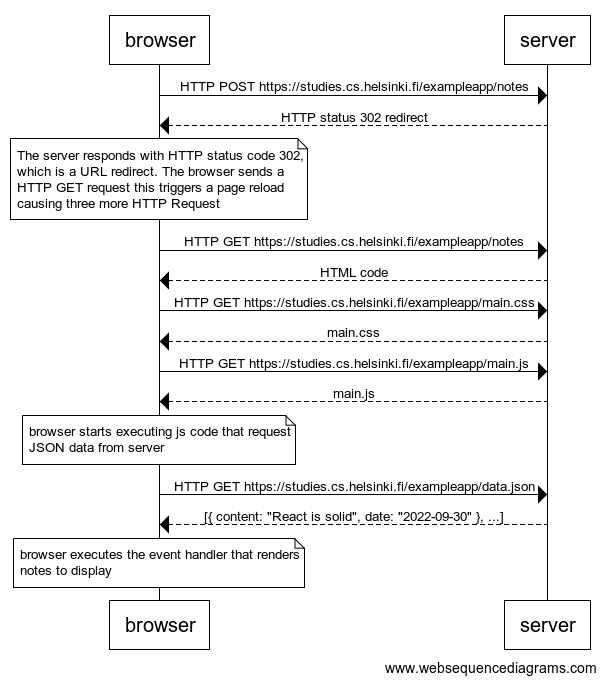 browser server
HTTP POST https://studies.cs.helsinki.fi/exampleapp/notes
HTTP status 302 redirect
The server responds with HTTP status code 302,
which is a URL redirect. The browser sends a
HTTP GET request this triggers a page reload
causing three more HTTP Request
HTTP GET https://studies.cs.helsinki.fi/exampleapp/notes
HTML code
HTTP GET https://studies.cs.helsinki.fi/exampleapp/main.css
main.css
HTTP GET https://studies.cs.helsinki.fi/exampleapp/main.js
main.js
browser starts executing js code that request
JSON data from server
HTTP GET https://studies.cs.helsinki.fi/exampleapp/data.json
[{ content: "React is solid", date: "2022-09-30" }, ...]
browser executes the event handler that renders
notes to display
browser server
www.websequencediagrams.com